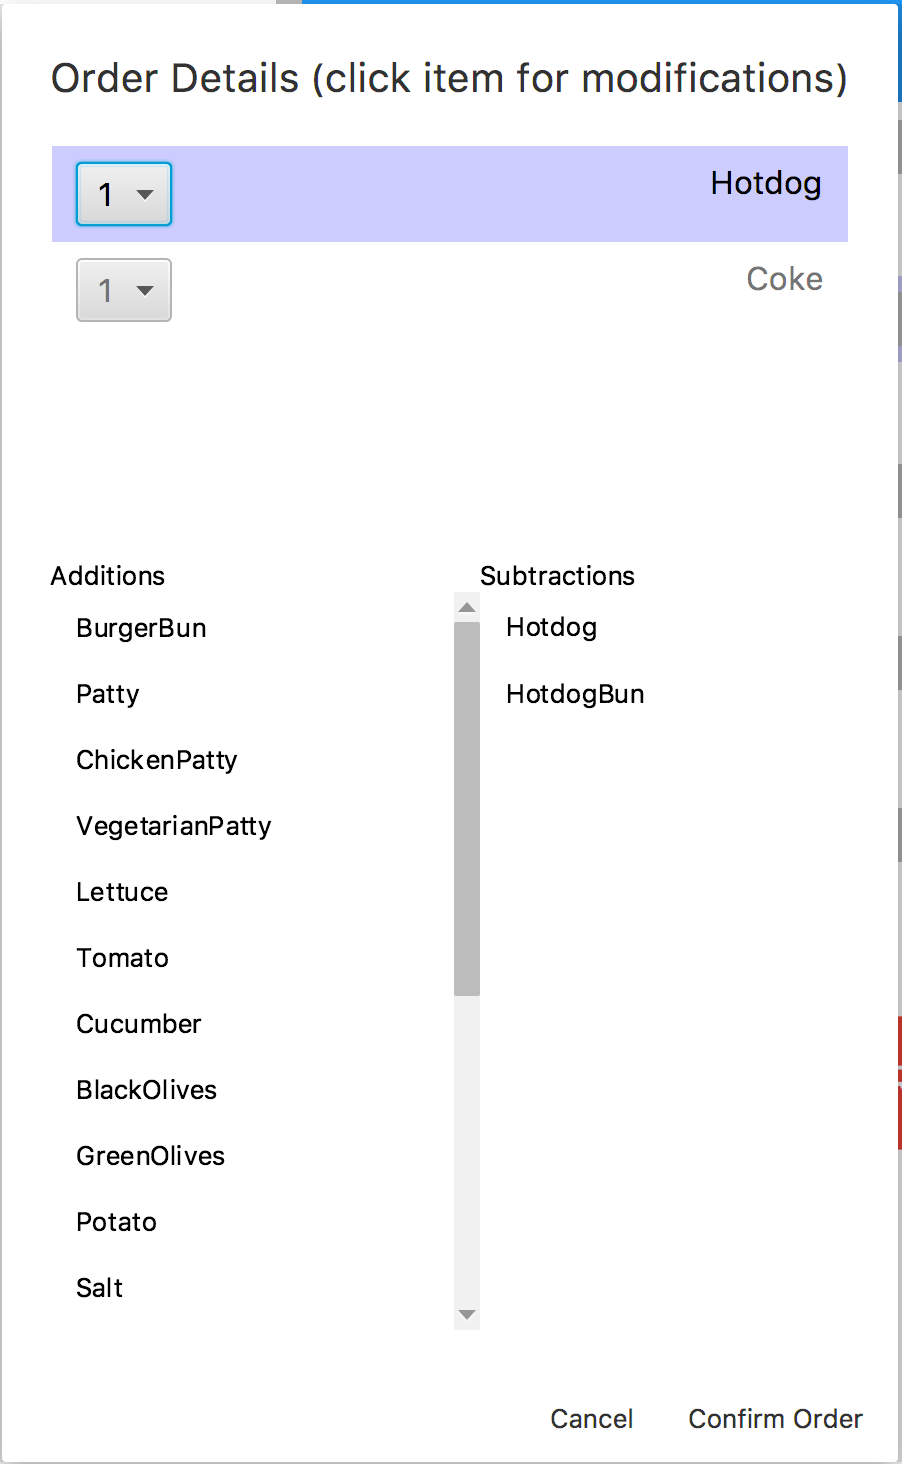 Order Details (click item for modifications)
1 Hotdog
1 Coke
Additions
Subtractions
BurgerBun
Patty
ChickenPatty
VegetarianPatty
Lettuce
Tomato
Cucumber
BlackOlives
GreenOlives
Potato
Salt
Hotdog
HotdogBun
Cancel
Confirm Order